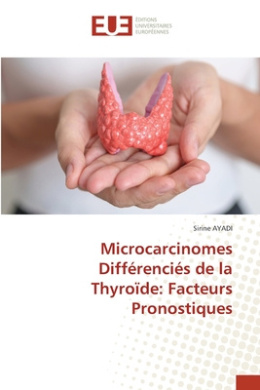 EUE
ÉDITIONS
UNIVERSITAIRES
EUROPÉENNES
Sirine AYADI
Microcarcinomes
Différenciés de la
Thyroïde: Facteurs
Pronostiques